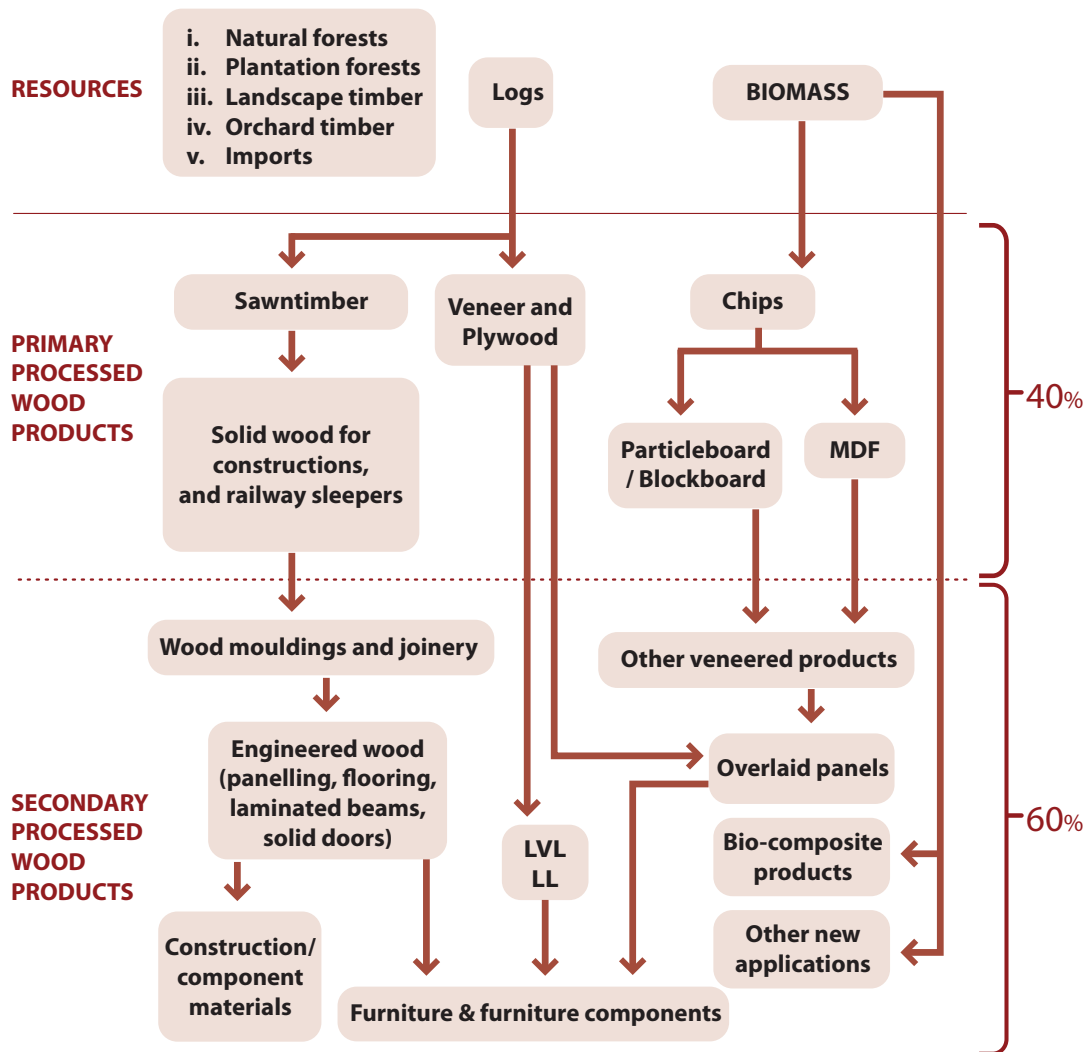 RESOURCES
i. Natural forests
ii. Plantation forests
iii. Landscape timber
iv. Orchard timber
v. Imports
Logs
BIOMASS
PRIMARY
PROCESSED
WOOD
PRODUCTS
Sawntimber
Veneer and
Plywood
Chips
Solid wood for
constructions,
and railway sleepers
Particleboard
/ Blockboard
MDF
40%
SECONDARY
PROCESSED
WOOD
PRODUCTS
Wood mouldings and joinery
Other veneered products
Engineered wood
(panelling, flooring,
laminated beams,
solid doors)
Overlaid panels
LVL
LL
Bio-composite
products
Construction/
component
materials
Other new
applications
Furniture & furniture components
60%